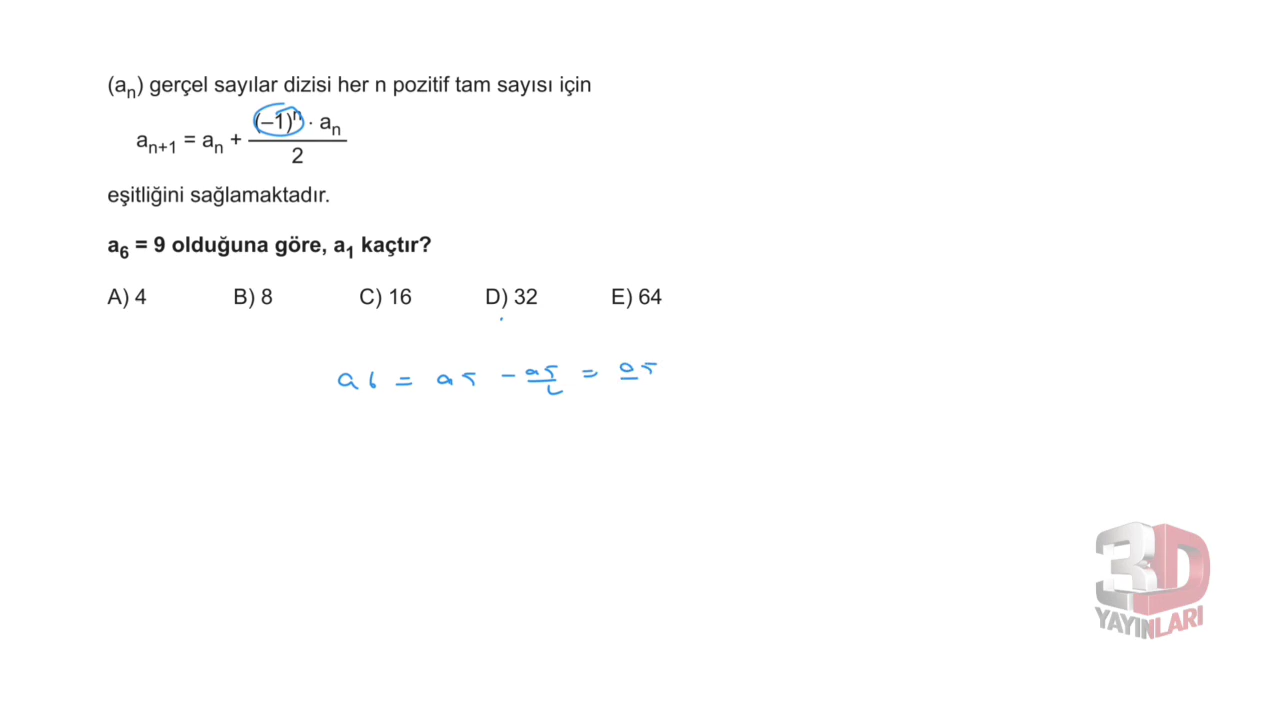 (aₙ) gerçel sayılar dizisi her n pozitif tam sayısı için
aₙ₊₁ = aₙ + (–1)ⁿ · aₙ / 2
eşitliğini sağlamaktadır.
a₆ = 9 olduğuna göre, a₁ kaçtır?
A) 4 B) 8 C) 16 D) 32 E) 64
a6 = a5 - a5/2 = a5
3D
YAYINLARI